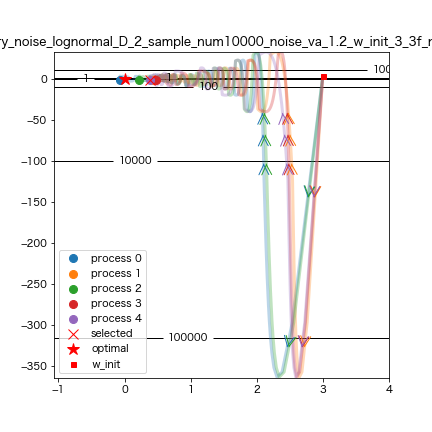 ry_noise_lognormal_D_2_sample_num10000_noise_va_1.2_w_init_3_3f_r
0
−50
−100
−150
−200
−250
−300
−350
−1
0
1
2
3
4
100
1
1
100
10000
100000
process 0
process 1
process 2
process 3
process 4
selected
optimal
w_init